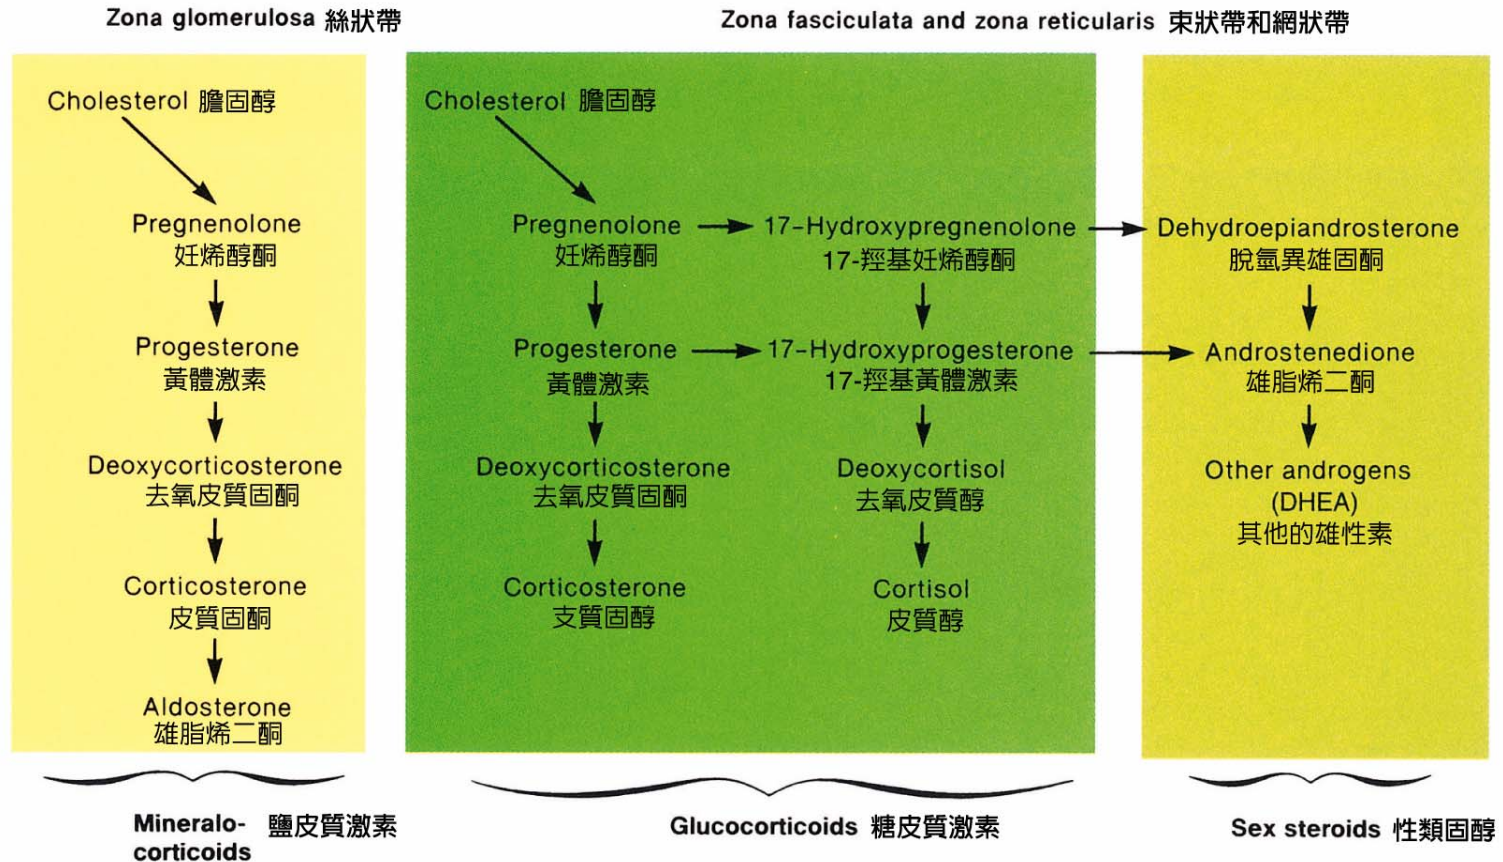 Zona glomerulosa 絲狀帶
Zona fasciculata and zona reticularis 束狀帶和網狀帶
Cholesterol 膽固醇
Pregnenolone
妊烯醇酮
Progesterone
黃體激素
Deoxycorticosterone
去氧皮質固酮
Corticosterone
皮質固酮
Aldosterone
雄脂烯二酮
Mineralo- 鹽皮質激素
corticoids
Cholesterol 膽固醇
Pregnenolone
妊烯醇酮
17-Hydroxypregnenolone
17-羥基妊烯醇酮
Progesterone
黃體激素
17-Hydroxyprogesterone
17-羥基黃體激素
Deoxycorticosterone
去氧皮質固酮
Deoxycortisol
去氧皮質醇
Corticosterone
支質固醇
Cortisol
皮質醇
Glucocorticoids 糖皮質激素
Dehydroepiandrosterone
脫氫異雄固酮
Androstenedione
雄脂烯二酮
Other androgens
(DHEA)
其他的雄性素
Sex steroids 性類固醇